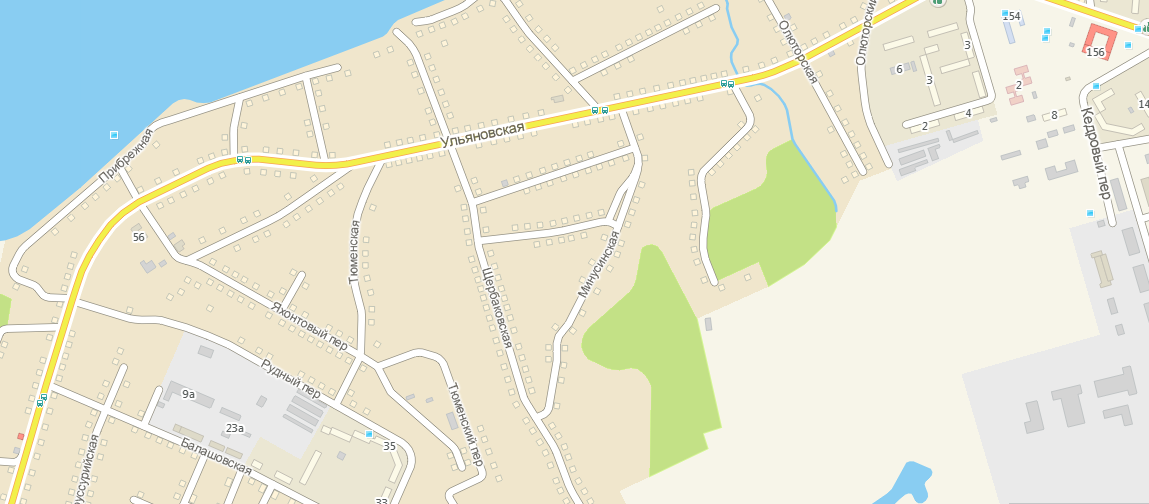 154
Олюторский
Олюторская
3
156
6
3
2
14
4
8
2
Кедровый пер
Ульяновская
Прибрежная
56
Тюменская
Минусинская
Щербаковская
Яхонтовый пер
Рудный пер
9а
Тюменский пер
23а
35
Балашовская
33